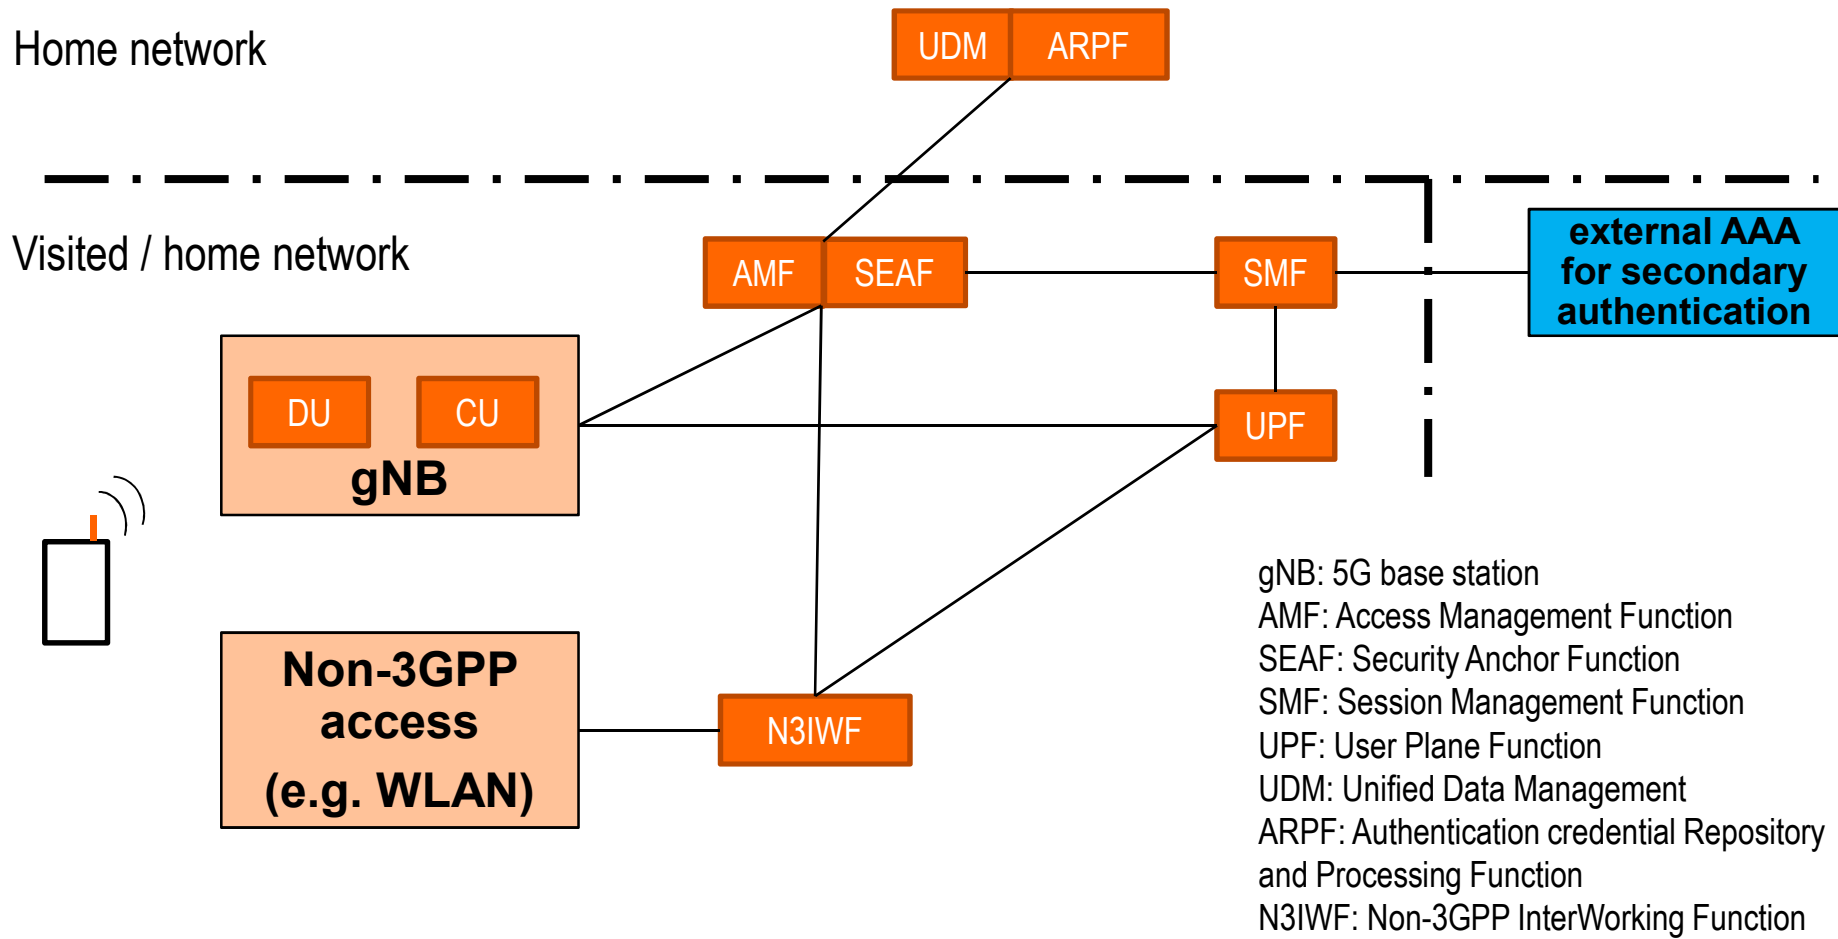 Home network
UDM
ARPF
Visited / home network
AMF
SEAF
SMF
external AAA
for secondary
authentication
DU
CU
gNB
UPF
Non-3GPP
access
(e.g. WLAN)
N3IWF
gNB: 5G base station
AMF: Access Management Function
SEAF: Security Anchor Function
SMF: Session Management Function
UPF: User Plane Function
UDM: Unified Data Management
ARPF: Authentication credential Repository
and Processing Function
N3IWF: Non-3GPP InterWorking Function